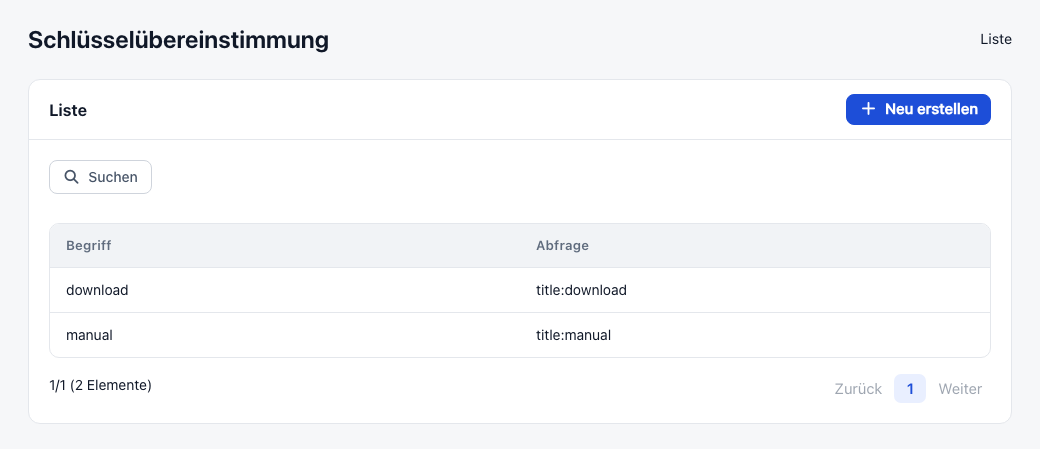 Schlüsselübereinstimmung
Liste
Liste
Neu erstellen
Suchen
Begriff Abfrage
download title:download
manual title:manual
1/1 (2 Elemente)
Zurück 1 Weiter